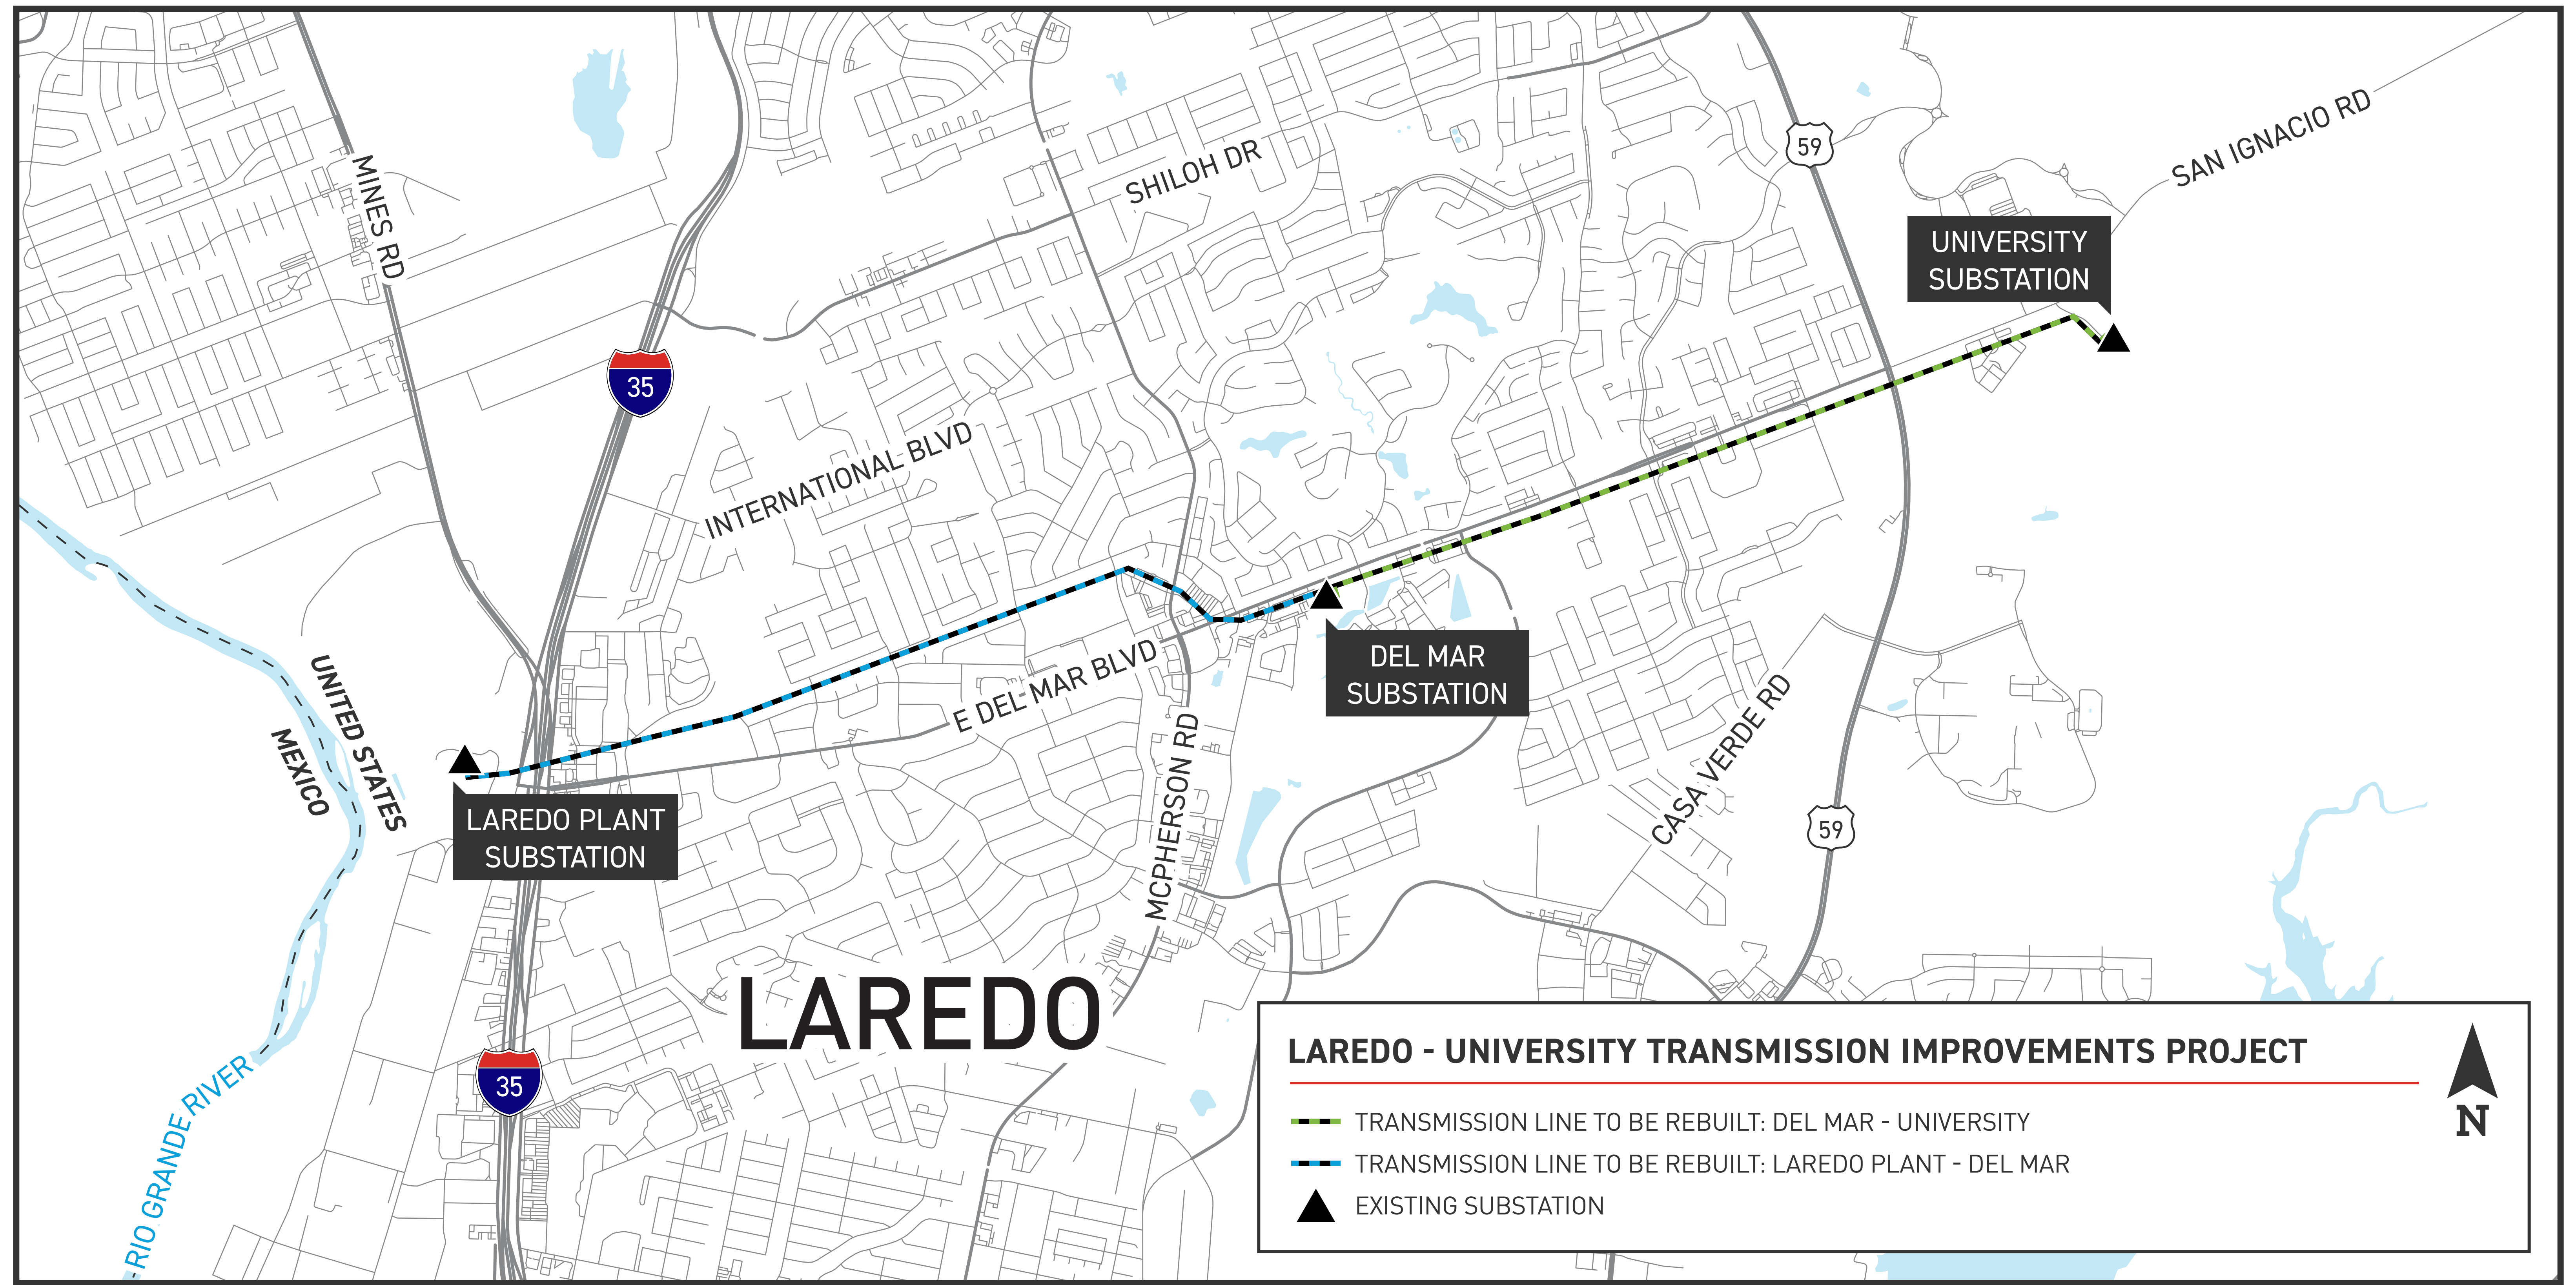 MINES RD
SHILOH DR
59
SAN IGNACIO RD
UNIVERSITY
SUBSTATION
35
INTERNATIONAL BLVD
UNITED STATES
MEXICO
E DEL MAR BLVD
DEL MAR
SUBSTATION
MCPHERSON RD
CASA VERDE RD
LAREDO PLANT
SUBSTATION
59
LAREDO
35
RIO GRANDE RIVER
LAREDO - UNIVERSITY TRANSMISSION IMPROVEMENTS PROJECT
TRANSMISSION LINE TO BE REBUILT: DEL MAR - UNIVERSITY
TRANSMISSION LINE TO BE REBUILT: LAREDO PLANT - DEL MAR
EXISTING SUBSTATION
N